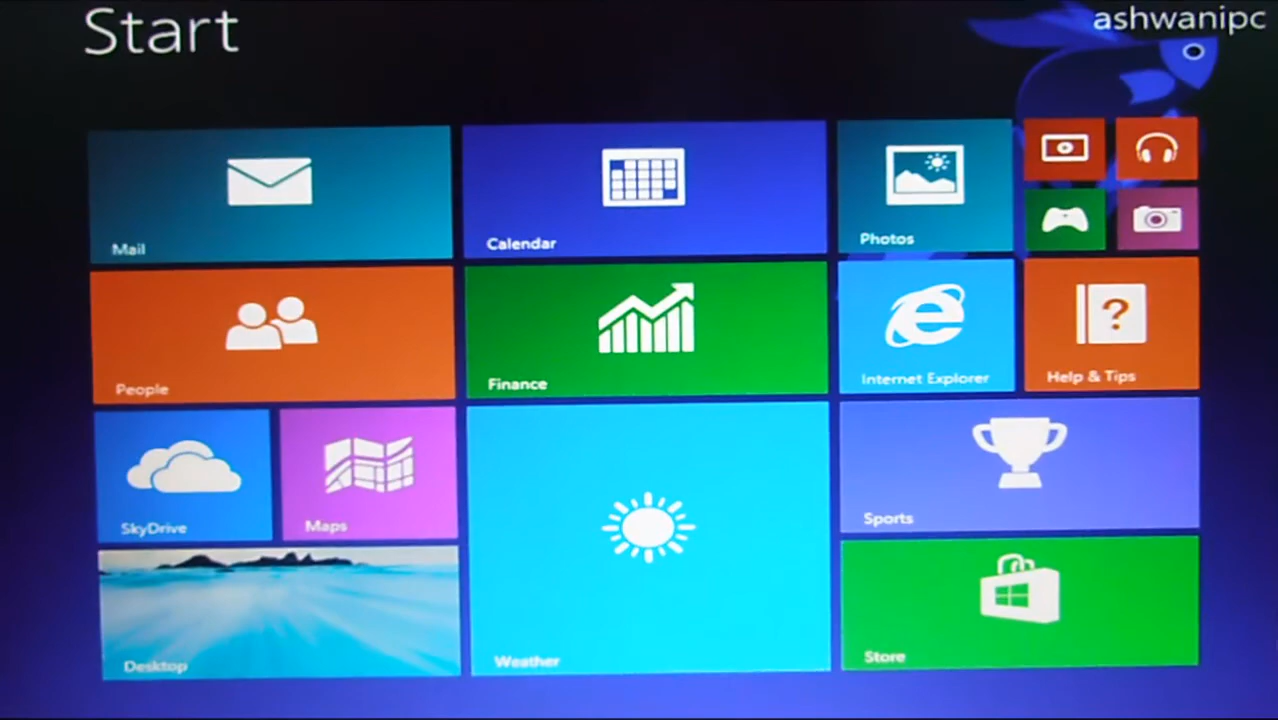 Start
ashwanipc
Mail
Calendar
Photos
People
Finance
Internet Explorer
Help & Tips
SkyDrive
Maps
Sports
Desktop
Weather
Store